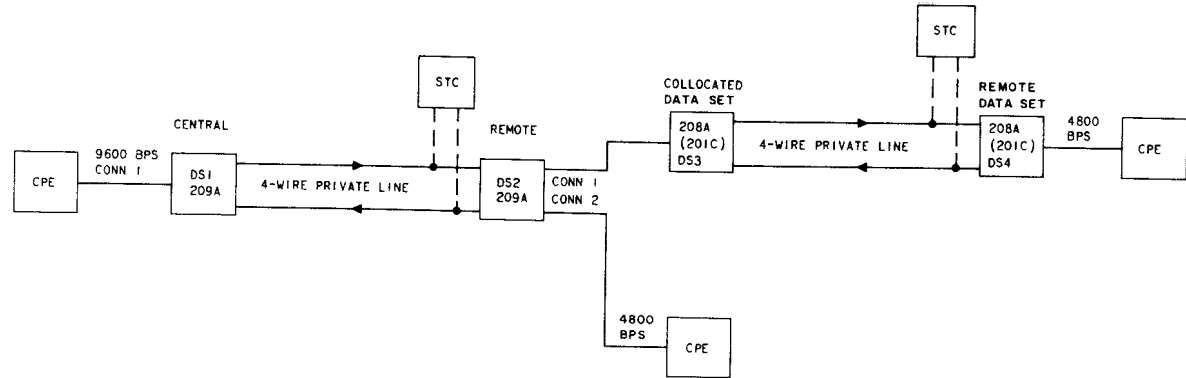 STC
STC
COLLOCATED
DATA SET
REMOTE
DATA SET
CENTRAL
REMOTE
9600 BPS
CONN 1
CPE
DS1
209A
4-WIRE PRIVATE LINE
DS2
209A
CONN 1
CONN 2
208A
(201C)
DS3
4-WIRE PRIVATE LINE
208A
(201C)
DS4
4800
BPS
CPE
4800
BPS
CPE